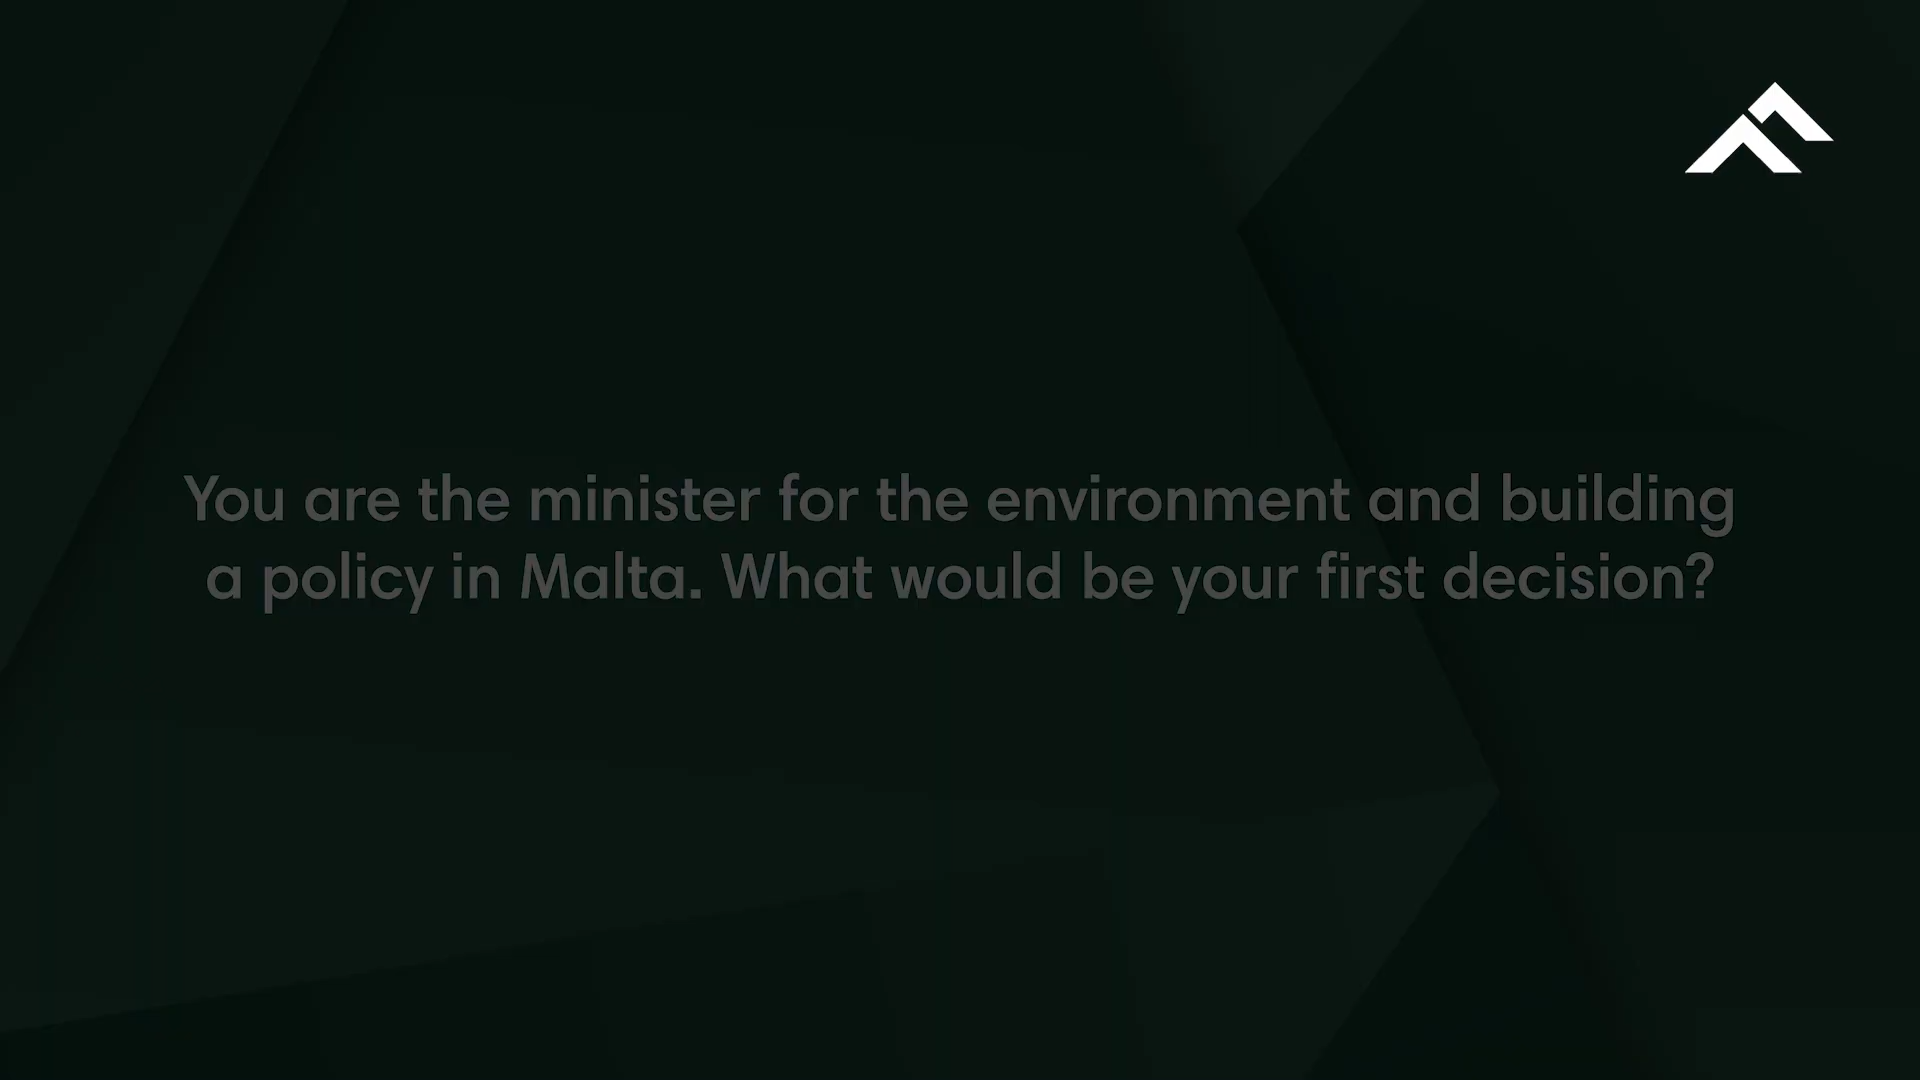 You are the minister for the environment and building
a policy in Malta. What would be your first decision?